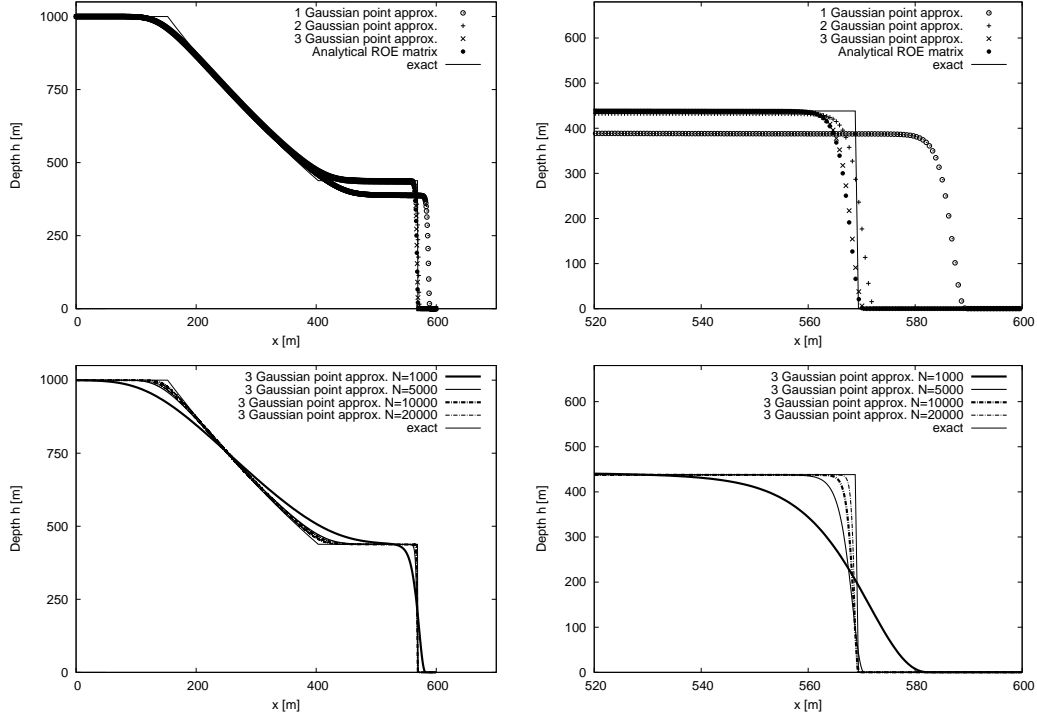 1 Gaussian point approx.
2 Gaussian point approx.
3 Gaussian point approx.
Analytical ROE matrix
exact
1000
750
500
250
0
Depth h [m]
0 200 400 600
x [m]
1 Gaussian point approx.
2 Gaussian point approx.
3 Gaussian point approx.
Analytical ROE matrix
exact
600
500
400
300
200
100
0
Depth h [m]
520 540 560 580 600
x [m]
3 Gaussian point approx. N=1000
3 Gaussian point approx. N=5000
3 Gaussian point approx. N=10000
3 Gaussian point approx. N=20000
exact
1000
750
500
250
0
Depth h [m]
0 200 400 600
x [m]
3 Gaussian point approx. N=1000
3 Gaussian point approx. N=5000
3 Gaussian point approx. N=10000
3 Gaussian point approx. N=20000
exact
600
500
400
300
200
100
0
Depth h [m]
520 540 560 580 600
x [m]